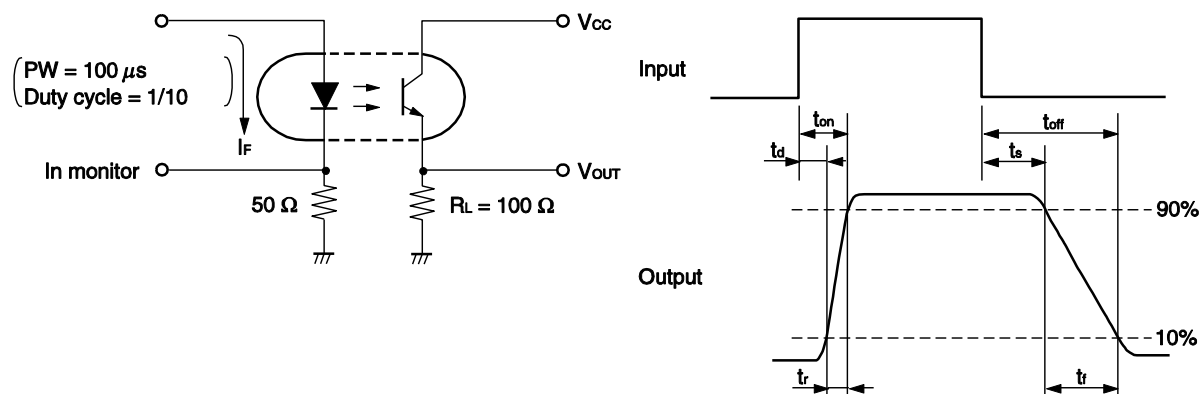 VCC
PW = 100 μs
Duty cycle = 1/10
IF
In monitor
VOUT
50 Ω
RL = 100 Ω
Input
ton
toff
td
ts
90%
Output
10%
tr
tf